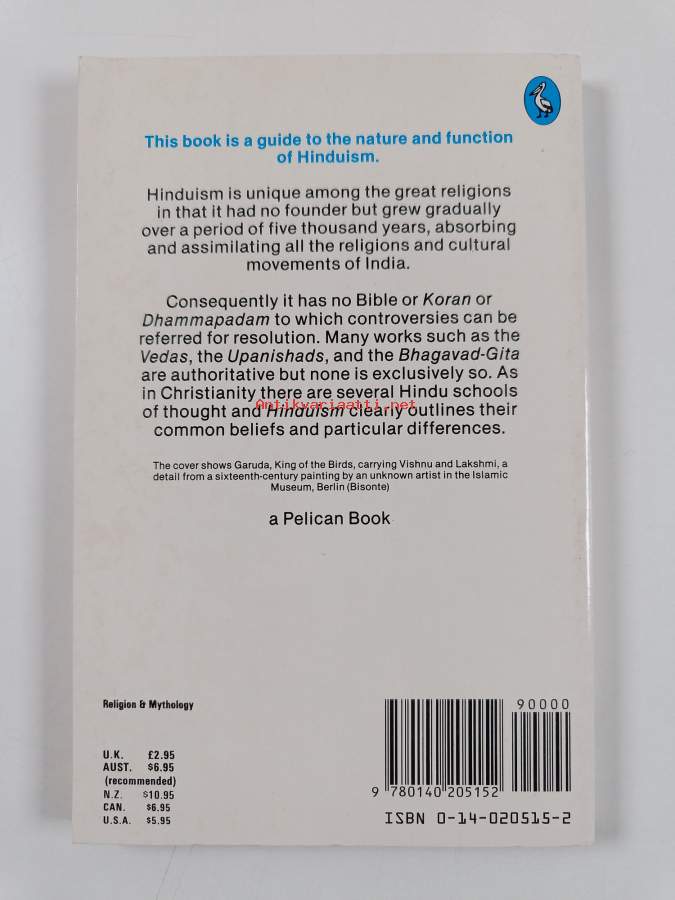 This book is a guide to the nature and function
of Hinduism.
Hinduism is unique among the great religions
in that it had no founder but grew gradually
over a period of five thousand years, absorbing
and assimilating all the religions and cultural
movements of India.
Consequently it has no Bible or Koran or
Dhammapadam to which controversies can be
referred for resolution. Many works such as the
Vedas, the Upanishads, and the Bhagavad-Gita
are authoritative but none is exclusively so. As
in Christianity there are several Hindu schools
Antikvariaatti.net
of thought and Hinduism clearly outlines their
common beliefs and particular differences.
The cover shows Garuda, King of the Birds, carrying Vishnu and Lakshmi, a
detail from a sixteenth-century painting by an unknown artist in the Islamic
Museum, Berlin (Bisonte)
a Pelican Book
Religion & Mythology
U.K. £2.95
AUST. $6.95
(recommended)
N.Z. $10.95
CAN. $6.95
U.S.A. $5.95
90000
9 780140 205152
ISBN 0-14-020515-2